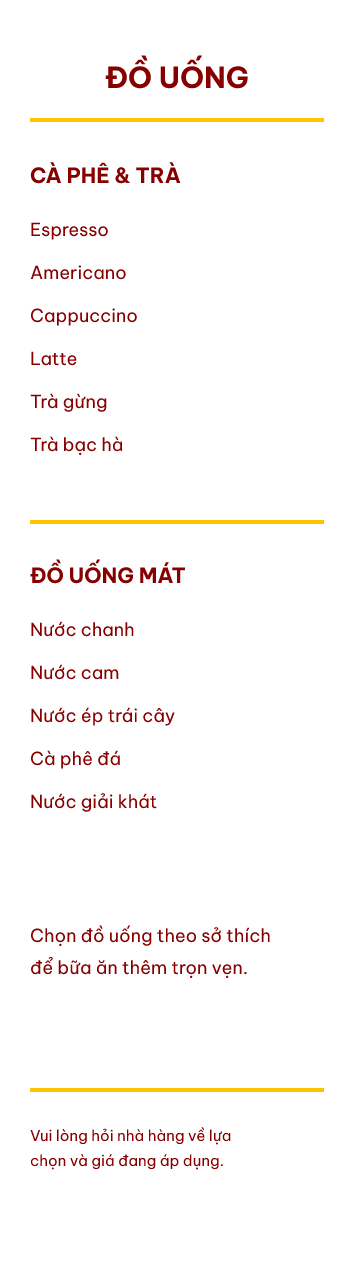 ĐỒ UỐNG
CÀ PHÊ & TRÀ
Espresso
Americano
Cappuccino
Latte
Trà gừng
Trà bạc hà
ĐỒ UỐNG MÁT
Nước chanh
Nước cam
Nước ép trái cây
Cà phê đá
Nước giải khát
Chọn đồ uống theo sở thích
để bữa ăn thêm trọn vẹn.
Vui lòng hỏi nhà hàng về lựa
chọn và giá đang áp dụng.